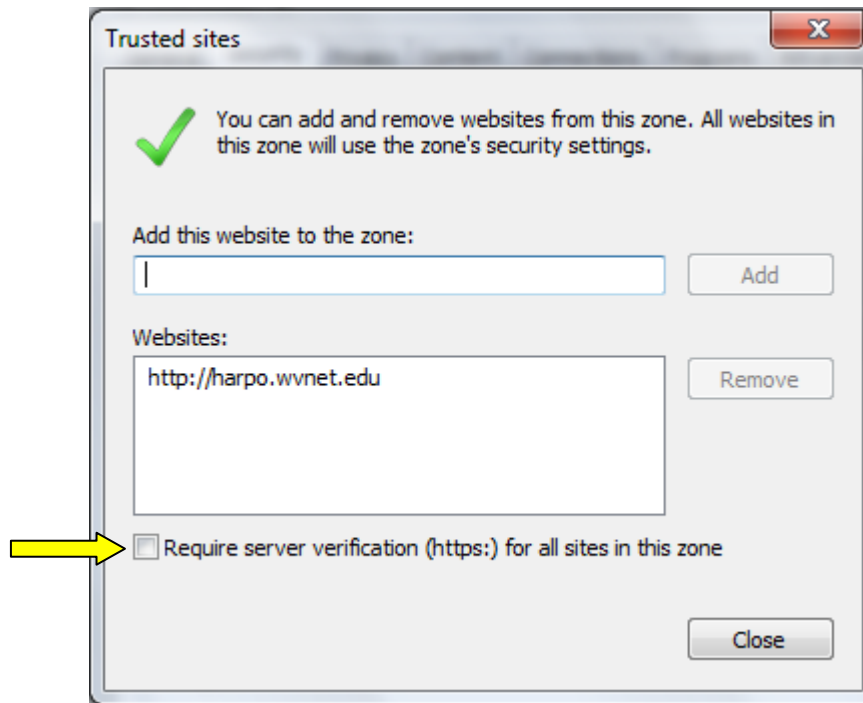 Trusted sites
You can add and remove websites from this zone. All websites in
this zone will use the zone's security settings.
Add this website to the zone:
Add
Websites:
http://harpo.wvnet.edu
Remove
Require server verification (https:) for all sites in this zone
Close